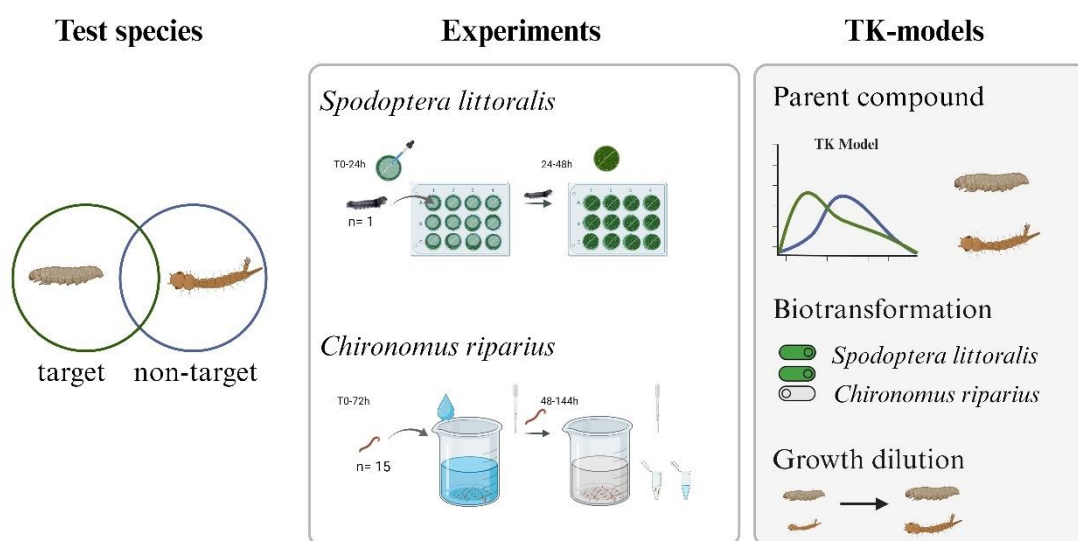 Test species
target
non-target
Experiments
Spodoptera littoralis
T0-24h
24-48h
n= 1
Chironomus riparius
T0-72h
48-144h
n= 15
TK-models
Parent compound
TK Model
Biotransformation
Spodoptera littoralis
Chironomus riparius
Growth dilution